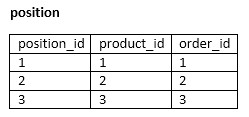 position
position_id product_id order_id
1 1 1
2 2 2
3 3 3